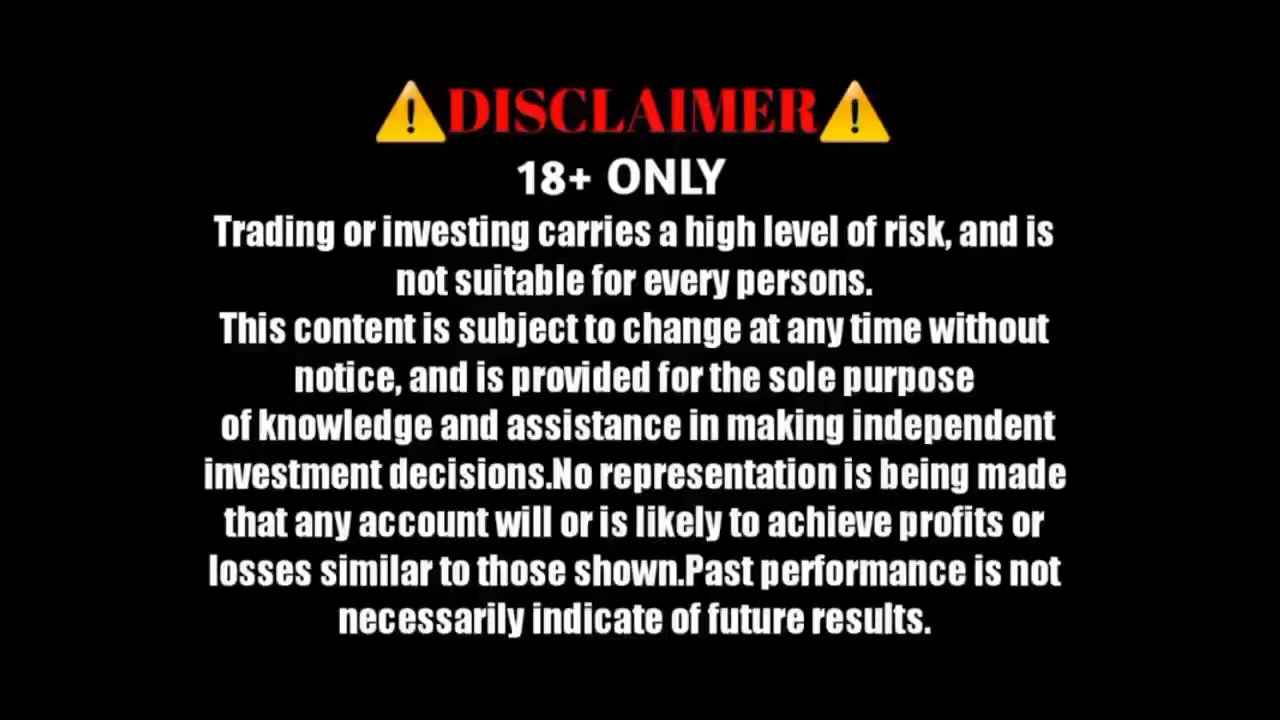 ⚠️DISCLAIMER⚠️
18+ ONLY
Trading or investing carries a high level of risk, and is
not suitable for every persons.
This content is subject to change at any time without
notice, and is provided for the sole purpose
of knowledge and assistance in making independent
investment decisions.No representation is being made
that any account will or is likely to achieve profits or
losses similar to those shown.Past performance is not
necessarily indicate of future results.